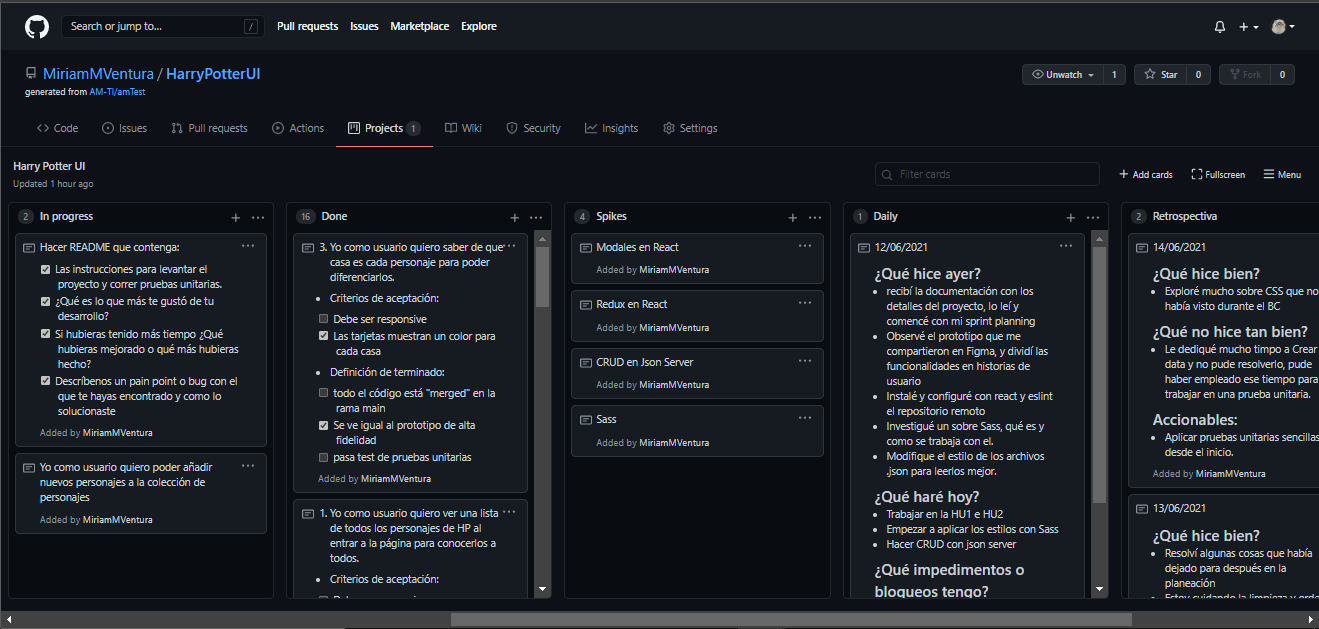 Search or jump to... /
Pull requests Issues Marketplace Explore
MiriamMVentura / HarryPotterUI
generated from AM-TI/amTest
Unwatch 1
Star 0
Fork 0
Code Issues Pull requests Actions Projects 1 Wiki Security Insights Settings
Harry Potter UI
Updated 1 hour ago
Filter cards
Add cards Fullscreen Menu
2 In progress
Hacer README que contenga:
Las instrucciones para levantar el
proyecto y correr pruebas unitarias.
¿Qué es lo que más te gustó de tu
desarrollo?
Si hubieras tenido más tiempo ¿Qué
hubieras mejorado o qué más hubieras
hecho?
Descríbenos un pain point o bug con el
que te hayas encontrado y como lo
solucionaste
Added by MiriamMVentura
Yo como usuario quiero poder añadir
nuevos personajes a la colección de
personajes
Added by MiriamMVentura
16 Done
3. Yo como usuario quiero saber de que
casa es cada personaje para poder
diferenciarlos.
• Criterios de aceptación:
Debe ser responsive
Las tarjetas muestran un color para
cada casa
• Definición de terminado:
todo el código está "merged" en la
rama main
Se ve igual al prototipo de alta
fidelidad
pasa test de pruebas unitarias
Added by MiriamMVentura
1. Yo como usuario quiero ver una lista
de todos los personajes de HP al
entrar a la página para conocerlos a
todos.
• Criterios de aceptación:
4 Spikes
Modales en React
Added by MiriamMVentura
Redux en React
Added by MiriamMVentura
CRUD en Json Server
Added by MiriamMVentura
Sass
Added by MiriamMVentura
1 Daily
12/06/2021
¿Qué hice ayer?
• recibí la documentación con los
detalles del proyecto, lo leí y
comencé con mi sprint planning
• Observé el prototipo que me
compartieron en Figma, y dividí las
funcionalidades en historias de
usuario
• Instalé y configuré con react y eslint
el repositorio remoto
• Investigué un sobre Sass, qué es y
como se trabaja con el.
• Modifique el estilo de los archivos
.json para leerlos mejor.
¿Qué haré hoy?
• Trabajar en la HU1 e HU2
• Empezar a aplicar los estilos con Sass
• Hacer CRUD con json server
¿Qué impedimentos o
bloqueos tengo?
2 Retrospectiva
14/06/2021
¿Qué hice bien?
• Exploré mucho sobre CSS que no
había visto durante el BC
¿Qué no hice tan bien?
• Le dediqué mucho timpo a Crear
data y no pude resolverlo, pude
haber empleado ese tiempo para
trabajar en una prueba unitaria.
Accionables:
• Aplicar pruebas unitarias sencillas
desde el inicio.
Added by MiriamMVentura
13/06/2021
¿Qué hice bien?
• Resolví algunas cosas que había
dejado para después en la
planeación
• Estoy cuidando la limpieza y orde